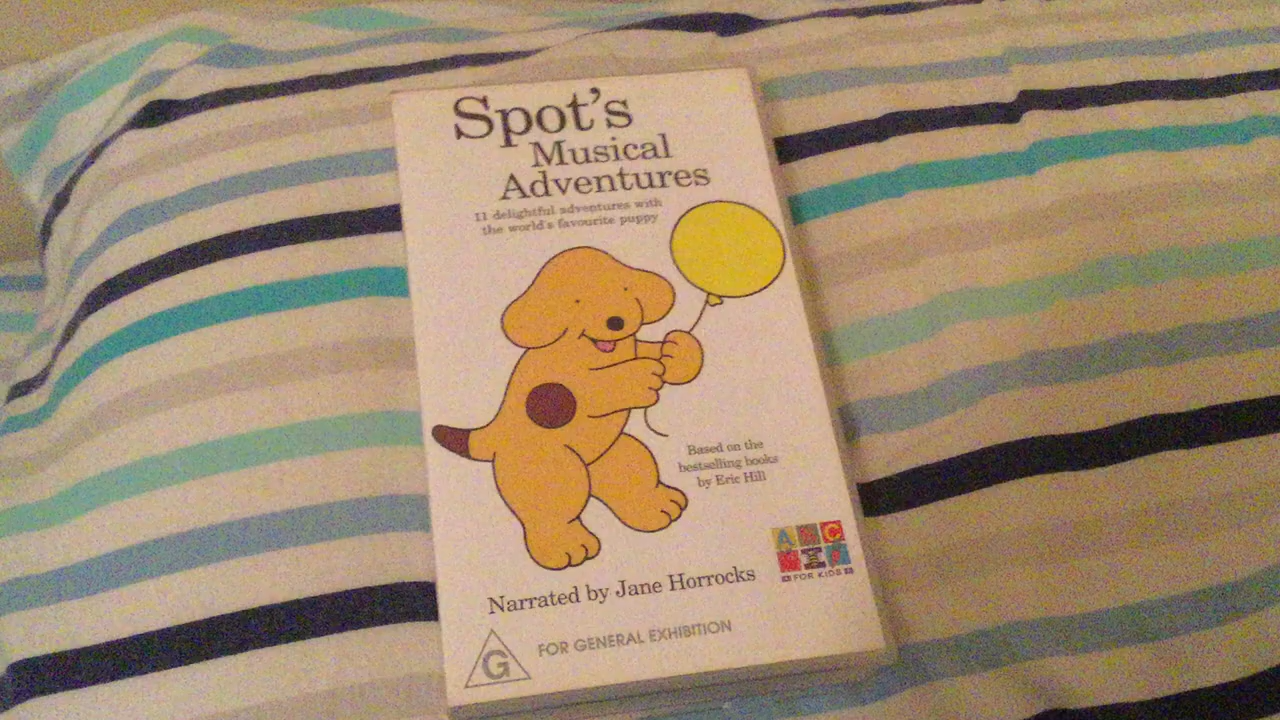 Spot's
Musical
Adventures
11 delightful adventures with
the world's favourite puppy
Based on the
bestselling books
by Eric Hill
ABC
FOR KIDS
Narrated by Jane Horrocks
G FOR GENERAL EXHIBITION